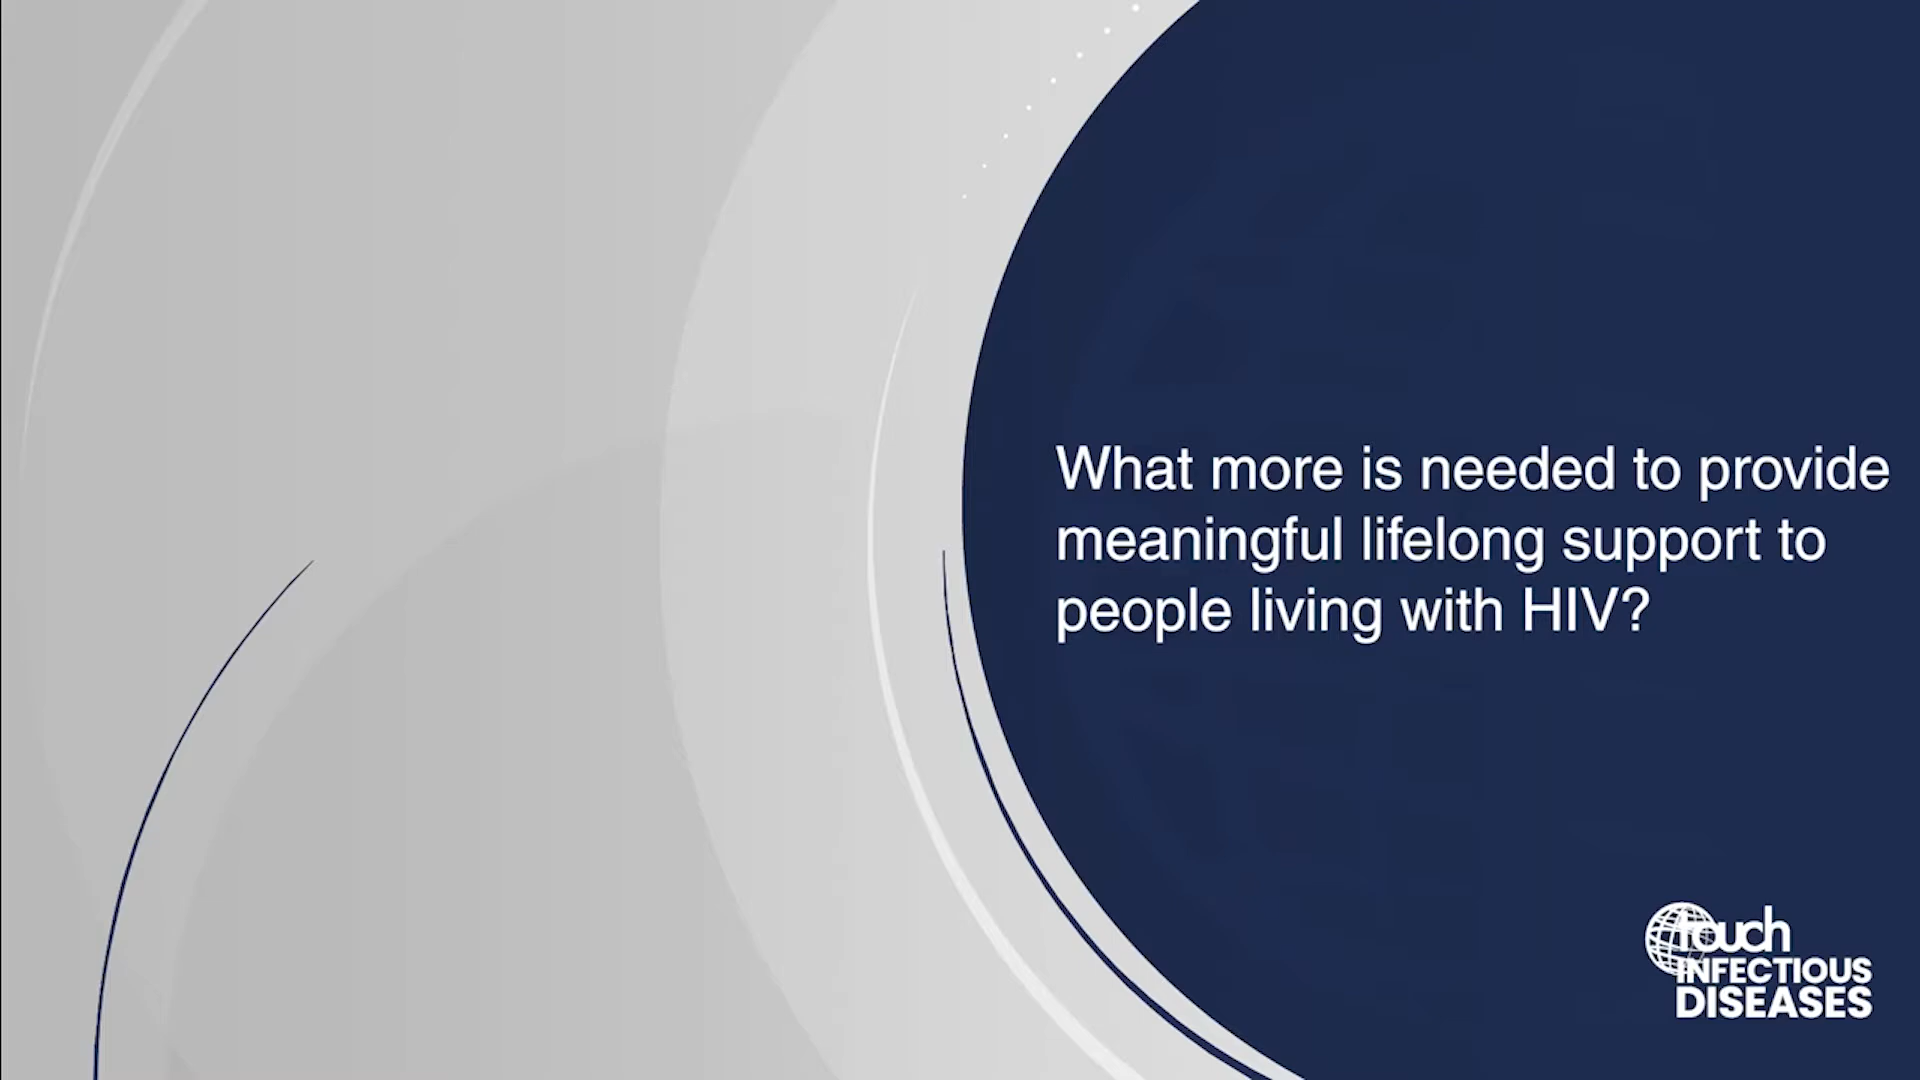 What more is needed to provide
meaningful lifelong support to
people living with HIV?
touch
INFECTIOUS
DISEASES